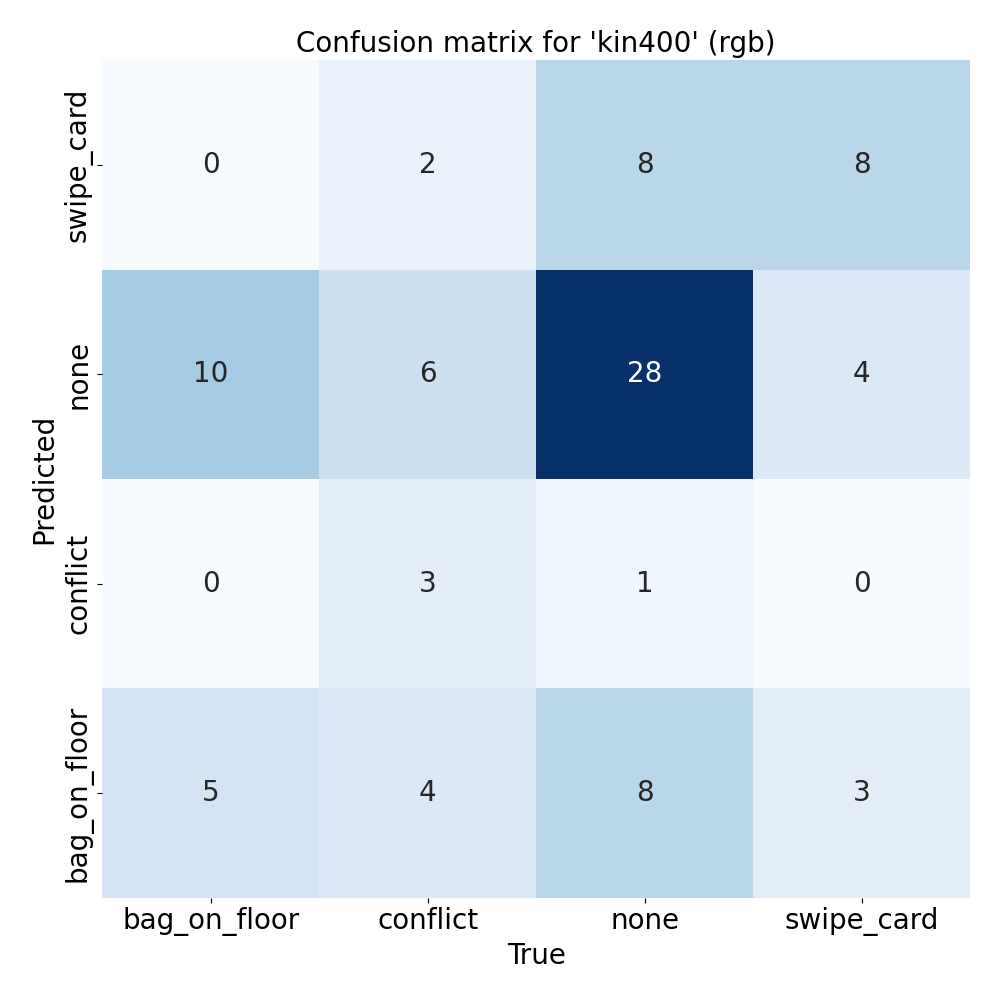 Confusion matrix for 'kin400' (rgb)
swipe_card
0 2 8 8
none
10 6 28 4
Predicted
conflict
0 3 1 0
bag_on_floor
5 4 8 3
bag_on_floor conflict none swipe_card
True